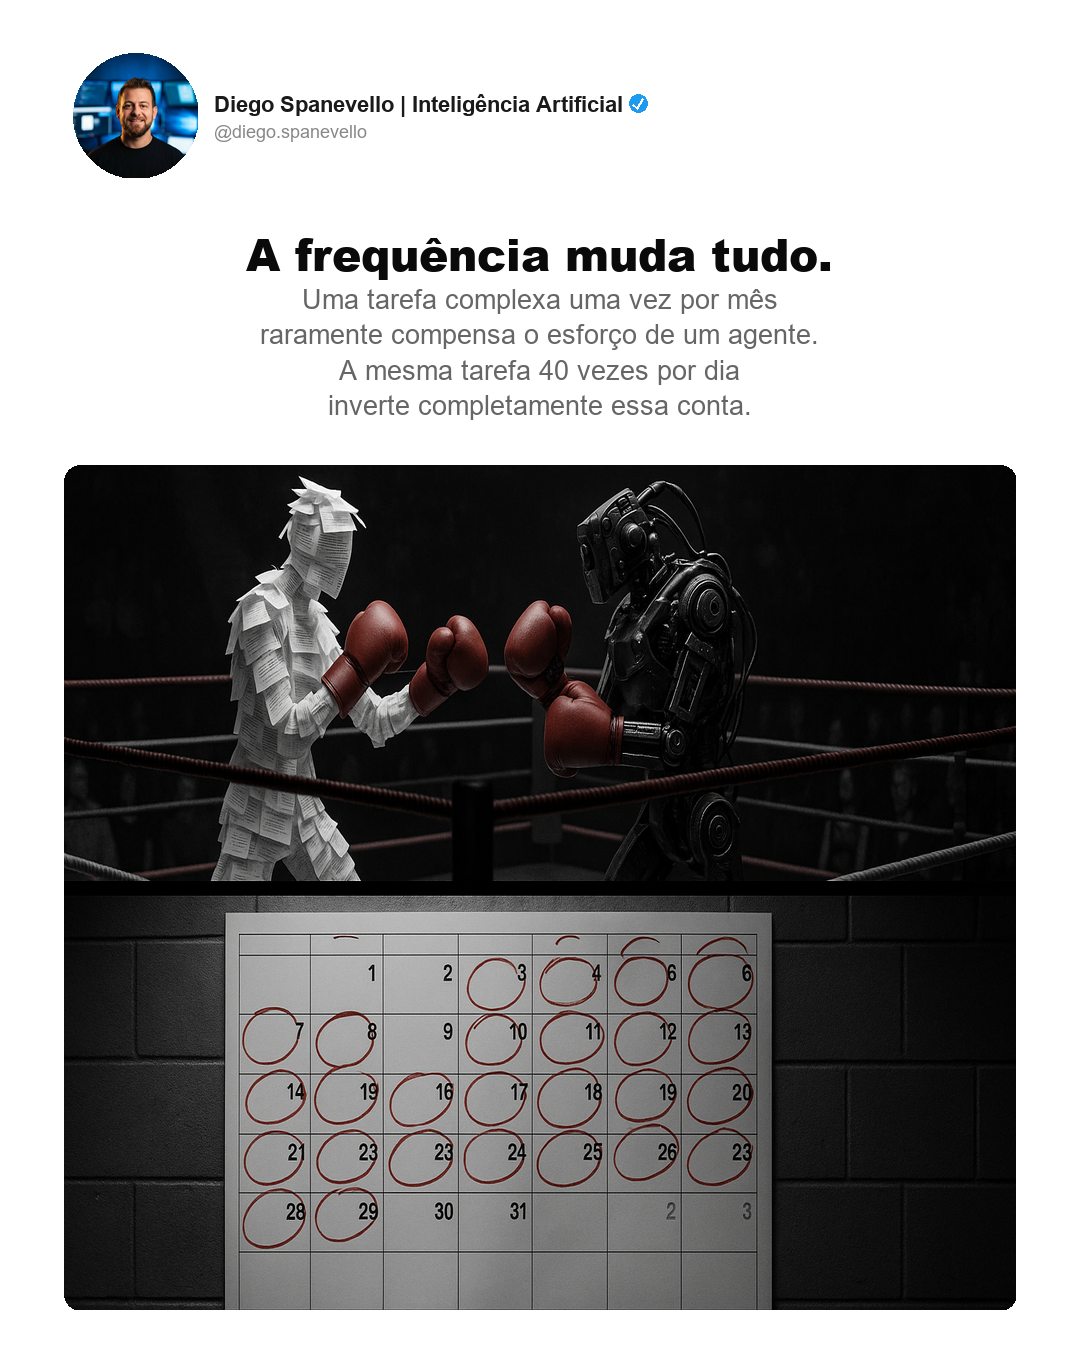 Diego Spanevello | Inteligência Artificial
@diego.spanevello
A frequência muda tudo.
Uma tarefa complexa uma vez por mês
raramente compensa o esforço de um agente.
A mesma tarefa 40 vezes por dia
inverte completamente essa conta.
1 2 3 4 6 6
7 8 9 10 11 12 13
14 19 16 17 18 19 20
21 23 23 24 25 26 23
28 29 30 31 2 3